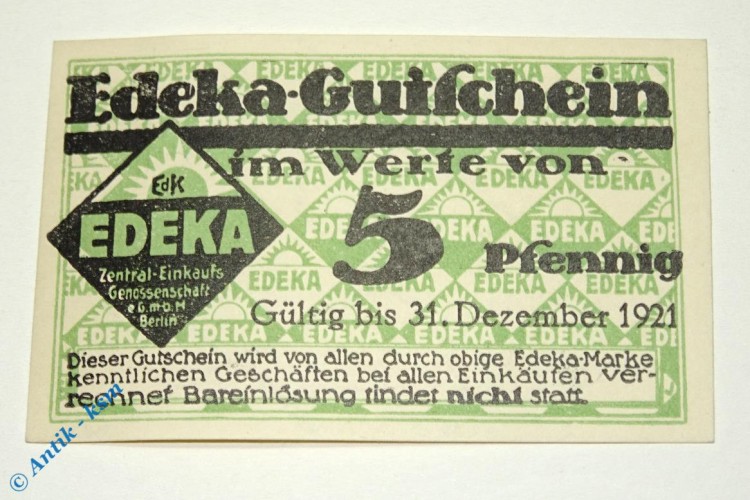 Edeka-Gutschein
im Werte von
5
Pfennig
EdK
EDEKA
Zentral-Einkaufs
Genossenschaft
e.G.m.b.H
Berlin
Gültig bis 31. Dezember 1921
Dieser Gutschein wird von allen durch obige Edeka-Marke
kenntlichen Geschäften bei allen Einkäufen ver-
rechnet Bareinlösung findet nicht statt.
© Antik - ksm